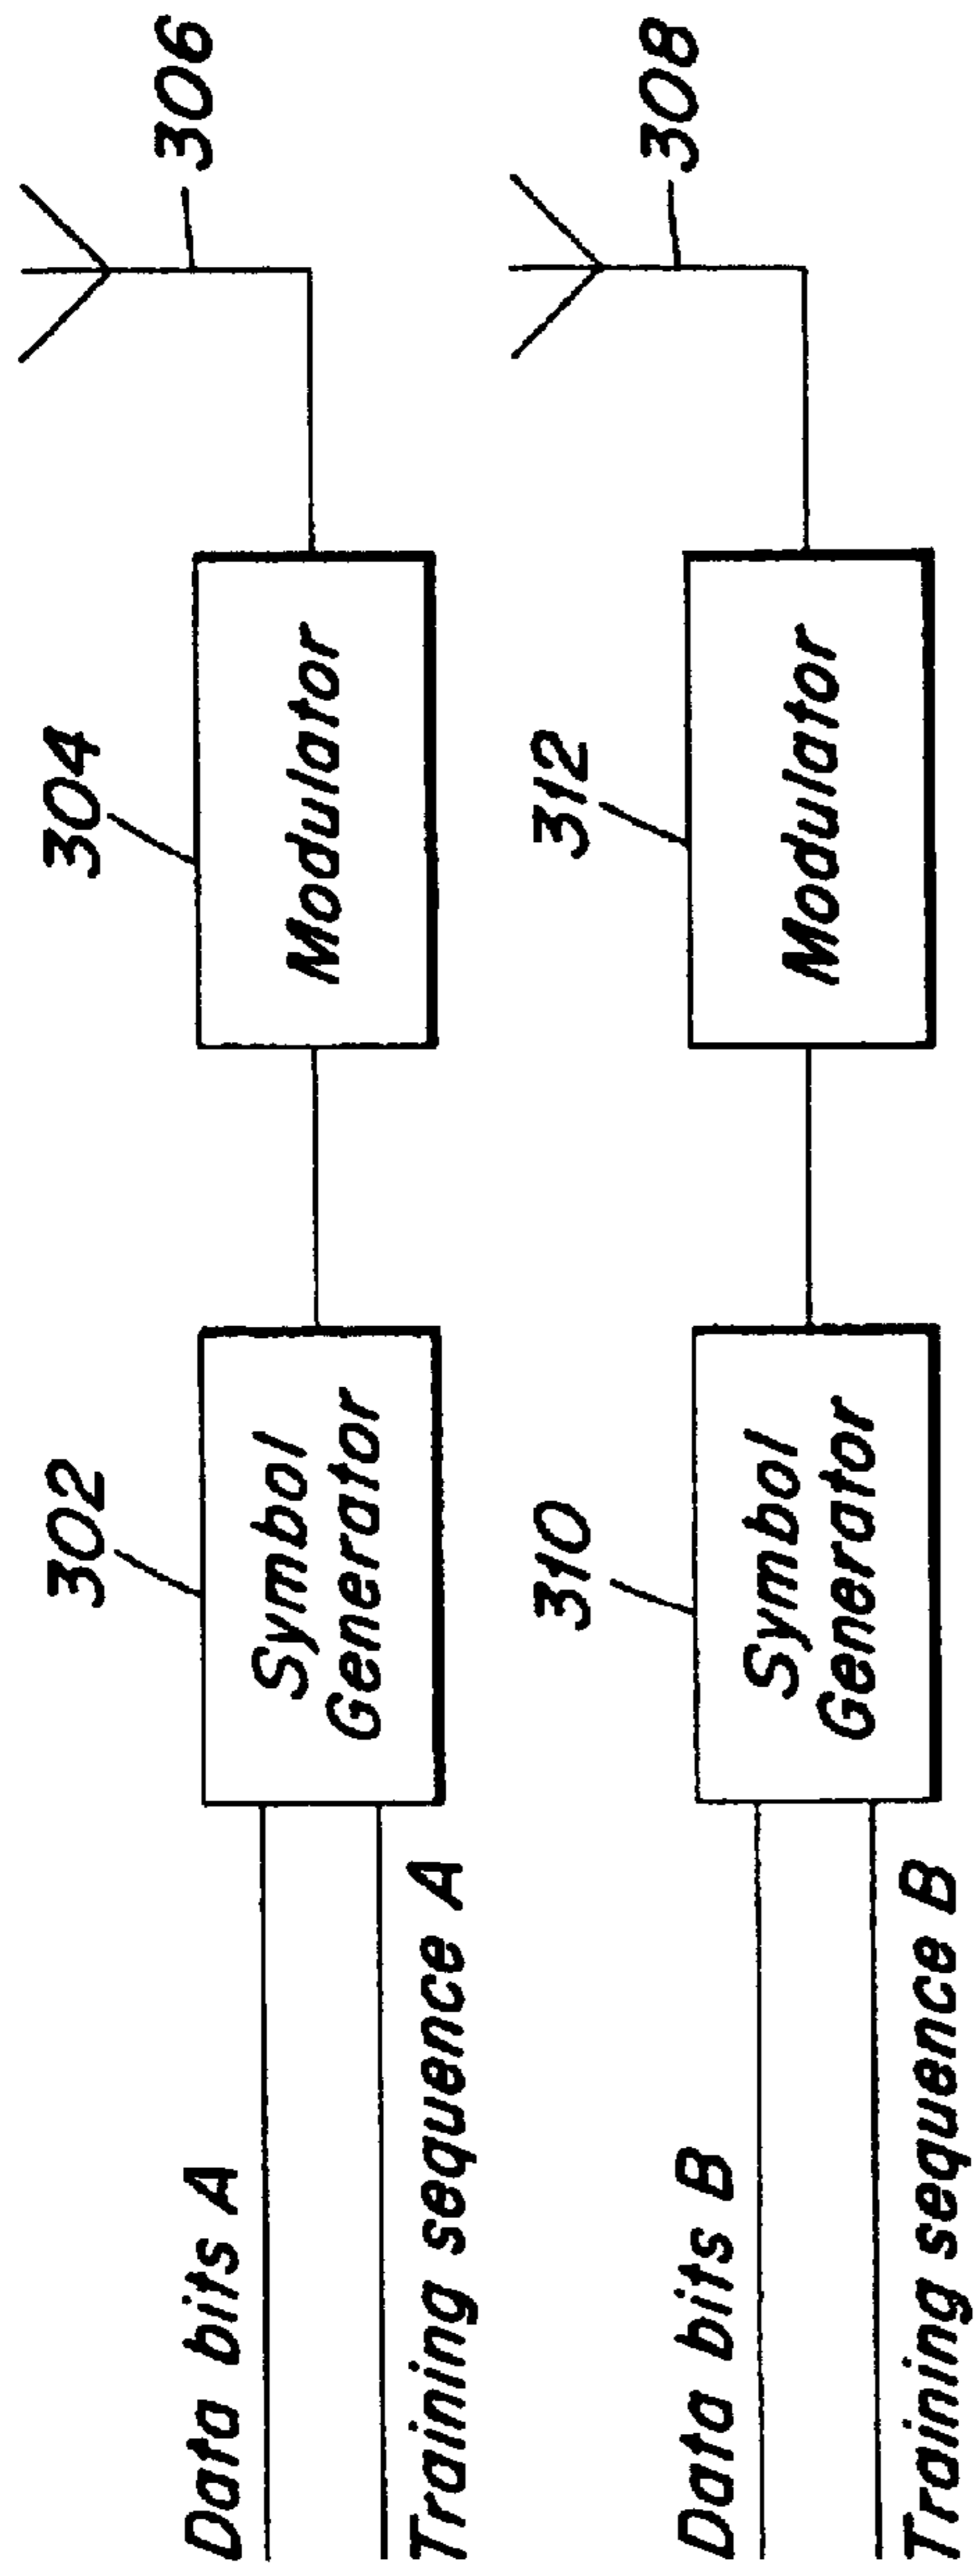 302
304
306
Data bits A
Symbol
Generator
Modulator
Training sequence A
310
312
308
Data bits B
Symbol
Generator
Modulator
Training sequence B